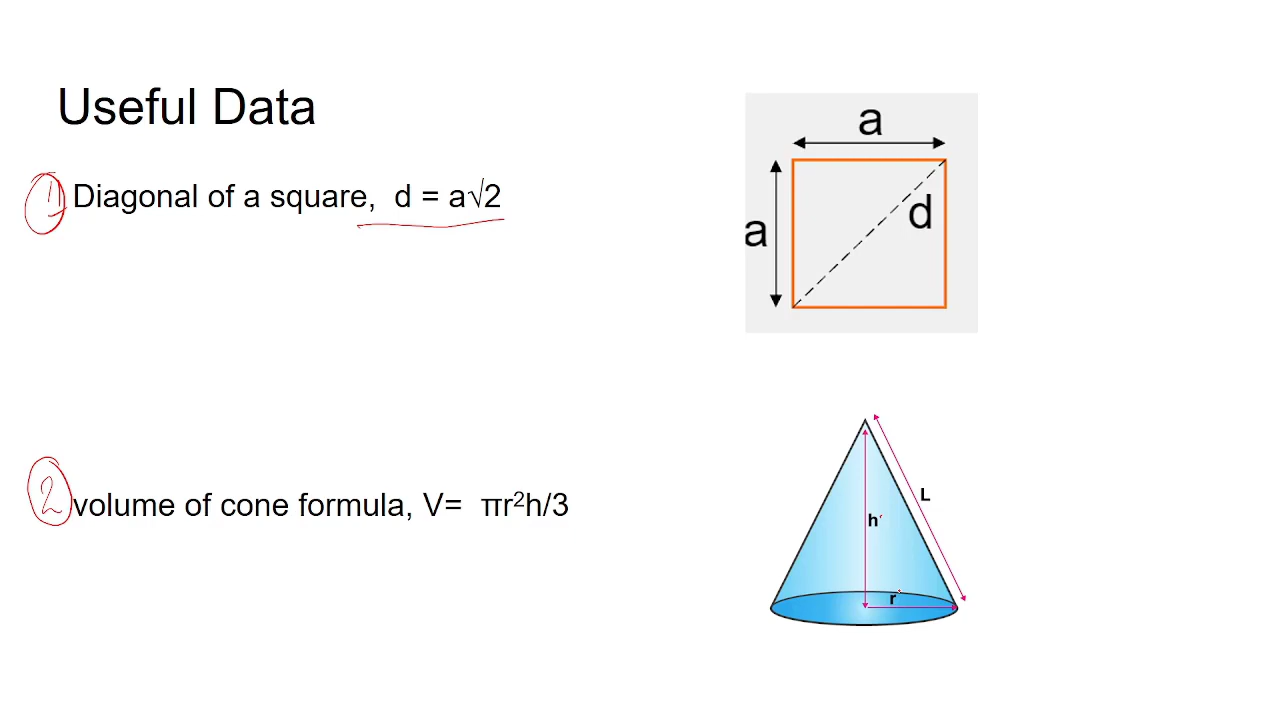 Useful Data
1 Diagonal of a square, d = a√2
a
a
d
2 volume of cone formula, V= πr²h/3
L
h
r